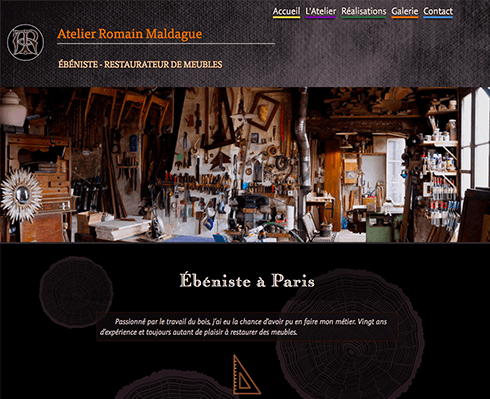 Accueil L'Atelier Réalisations Galerie Contact
Atelier Romain Maldague
ÉBÉNISTE - RESTAURATEUR DE MEUBLES
Ébéniste à Paris
Passionné par le travail du bois, j'ai eu la chance d'avoir pu en faire mon métier. Vingt ans
d'expérience et toujours autant de plaisir à restaurer des meubles.